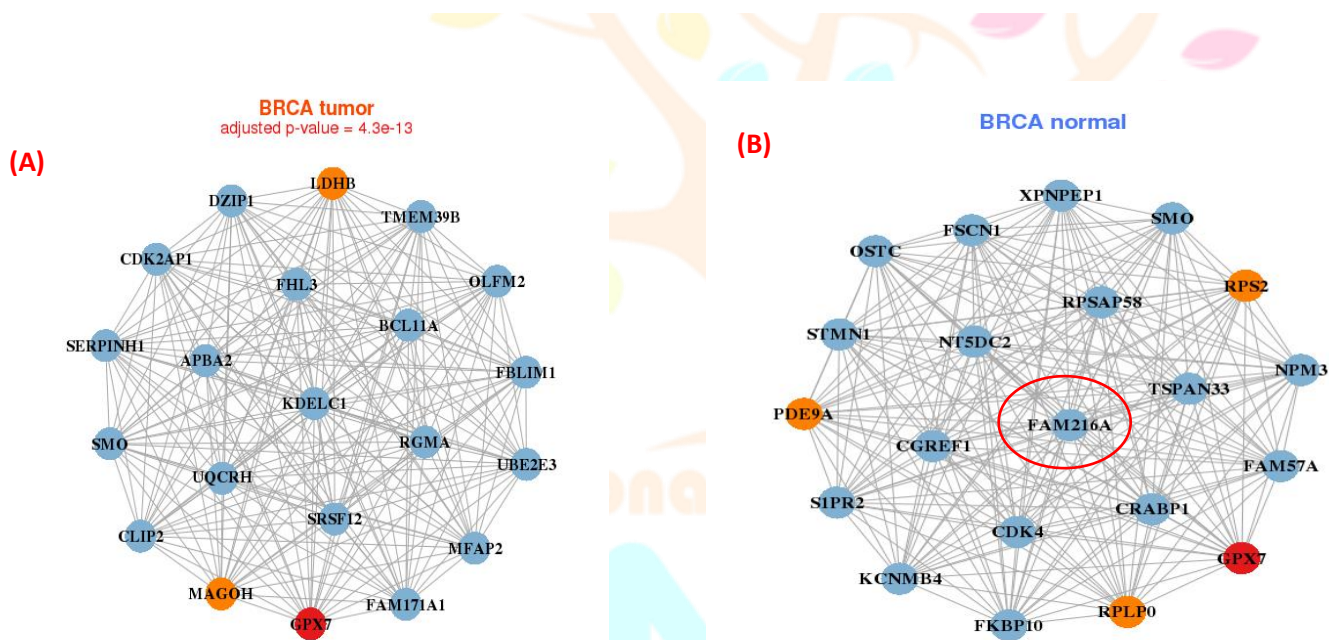 BRCA tumor
adjusted p-value = 4.3e-13
(A)
LDHB
DZIP1
TMEM39B
CDK2AP1
FHL3
OLFM2
BCL11A
SERPINH1
APBA2
FBLIM1
KDELC1
SMO
RGMA
UQCRH
UBE2E3
SRSF12
CLIP2
MFAP2
MAGOH
FAM171A1
GPX7
BRCA normal
(B)
XPNPEP1
SMO
FSCN1
OSTC
RPS2
RPSAP58
STMN1
NT5DC2
NPM3
TSPAN33
PDE9A
FAM216A
CGREF1
FAM57A
S1PR2
CRABP1
CDK4
GPX7
KCNMB4
RPLP0
FKBP10
ona